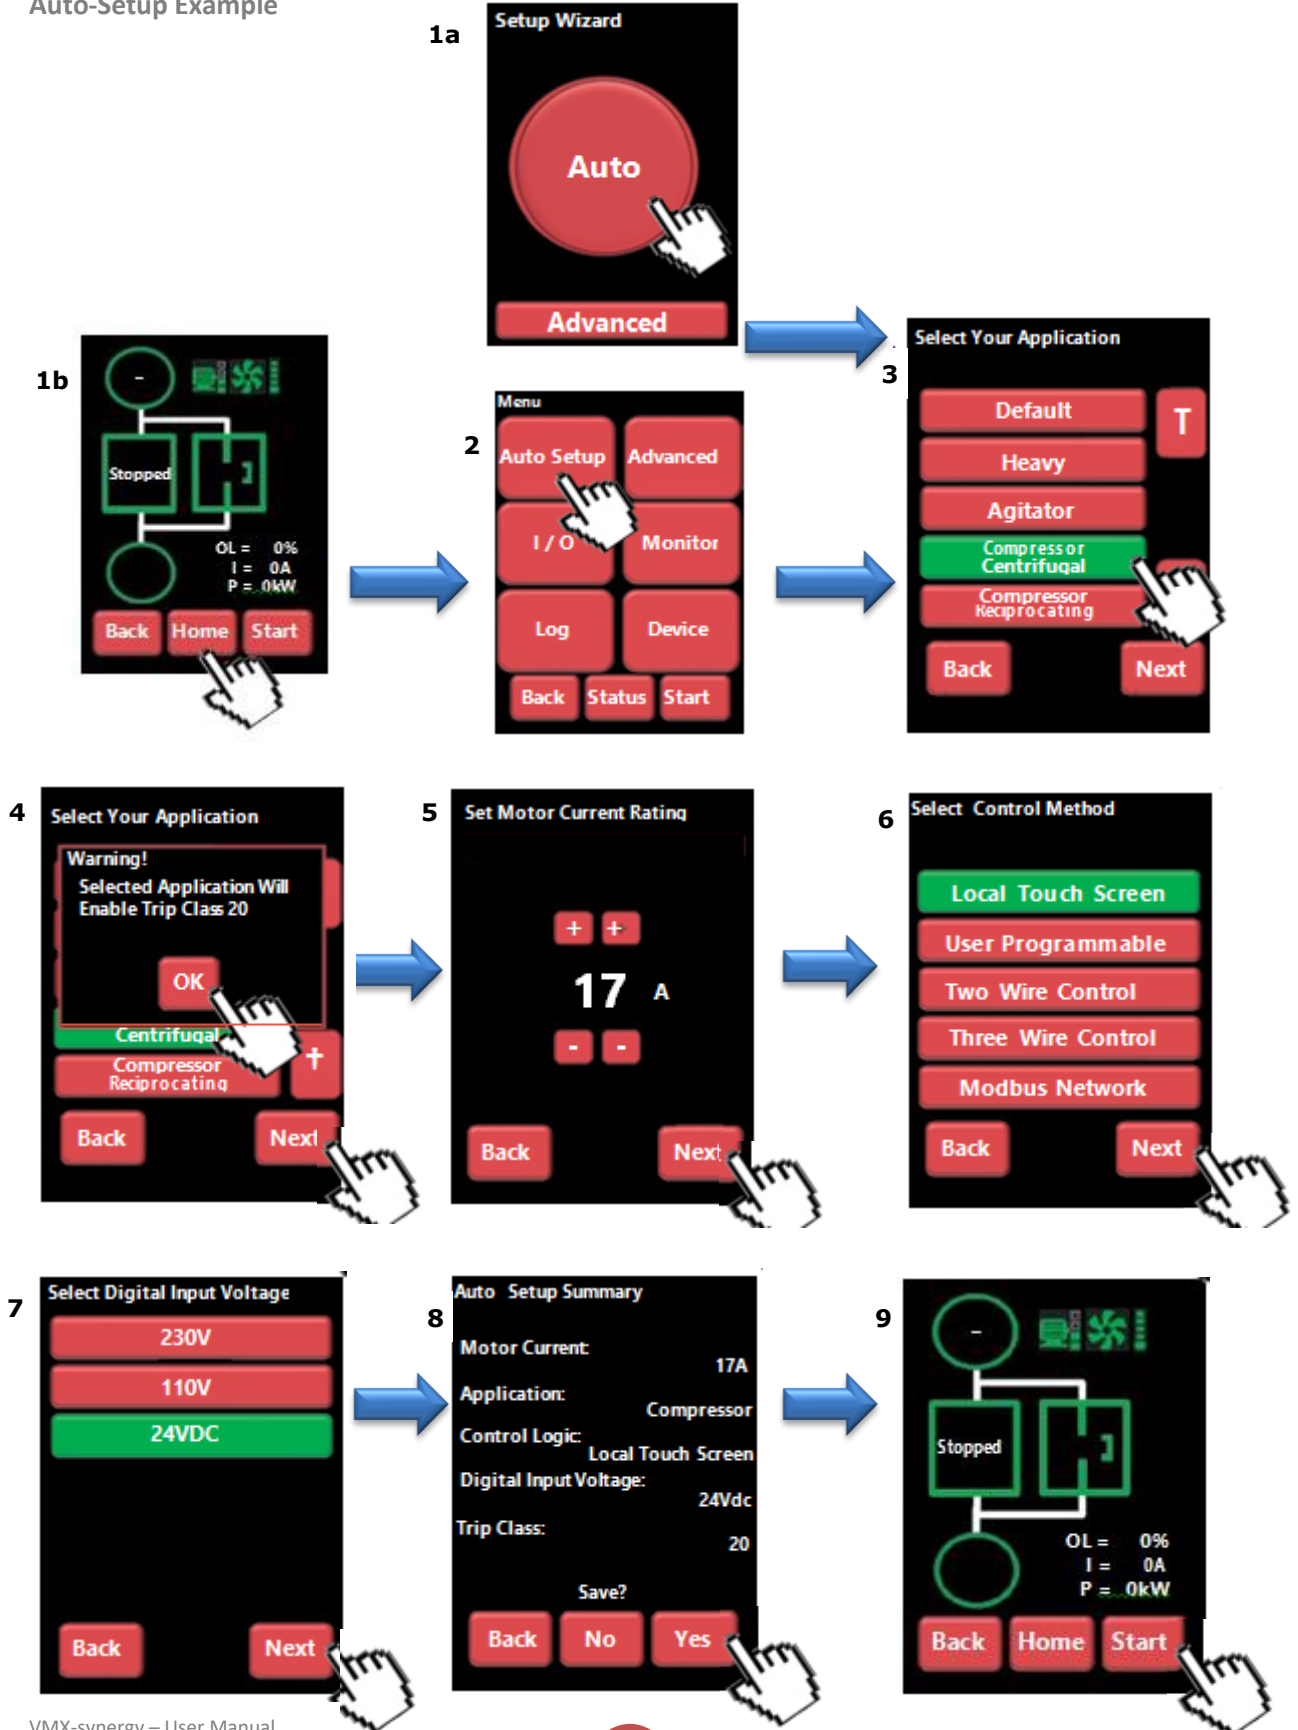 Auto-Setup Example
1a
Setup Wizard
Auto
Advanced
1b
-
Stopped
OL = 0%
I = 0A
P = 0kW
Back Home Start
2
Menu
Auto Setup Advanced
I / O Monitor
Log Device
Back Status Start
3
Select Your Application
Default
Heavy
Agitator
Compressor
Centrifugal
Compressor
Reciprocating
Back Next
4
Select Your Application
Warning!
Selected Application Will
Enable Trip Class 20
OK
Centrifugal
Compressor
Reciprocating
Back Next
5
Set Motor Current Rating
+ +
17 A
- -
Back Next
6
Select Control Method
Local Touch Screen
User Programmable
Two Wire Control
Three Wire Control
Modbus Network
Back Next
7
Select Digital Input Voltage
230V
110V
24VDC
Back Next
8
Auto Setup Summary
Motor Current:
17A
Application:
Compressor
Control Logic:
Local Touch Screen
Digital Input Voltage:
24Vdc
Trip Class:
20
Save?
Back No Yes
9
-
Stopped
OL = 0%
I = 0A
P = 0kW
Back Home Start
VMX-synergy – User Manual